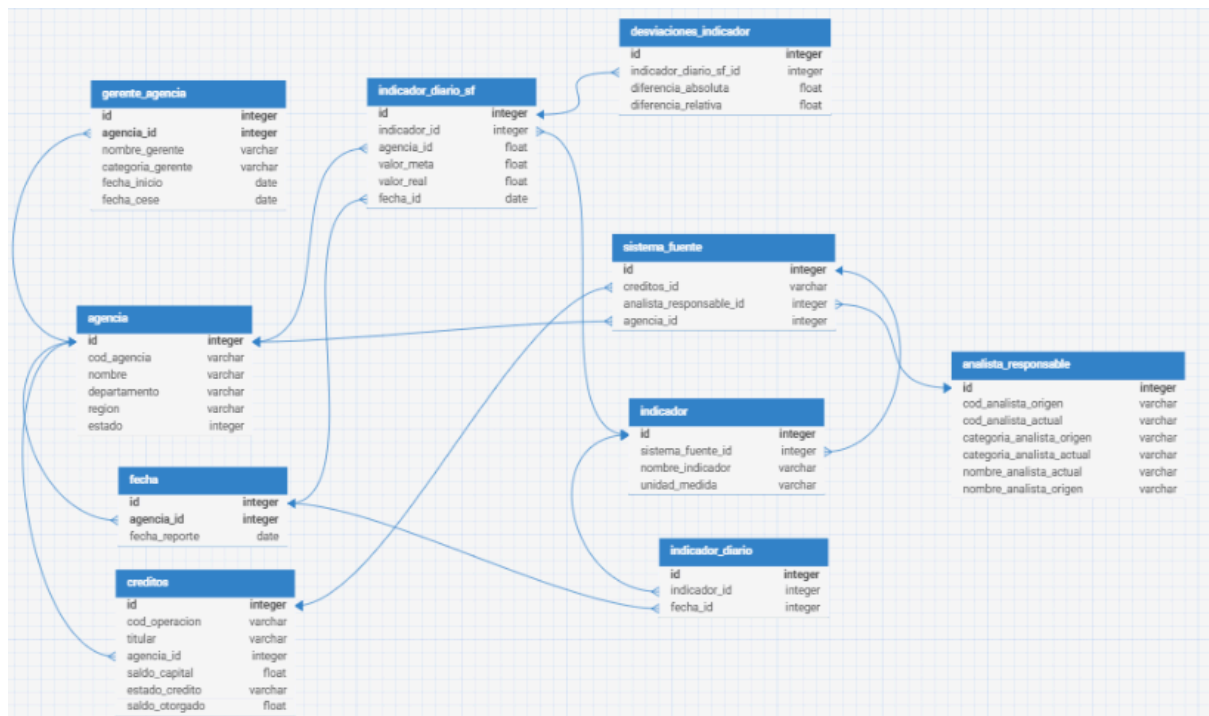 desviaciones_indicador
id integer
indicador_diario_sf_id integer
diferencia_absoluta float
diferencia_relativa float
gerente_agencia
id integer
agencia_id integer
nombre_gerente varchar
categoria_gerente varchar
fecha_inicio date
fecha_cese date
indicador_diario_sf
id integer
indicador_id integer
agencia_id float
valor_meta float
valor_real float
fecha_id date
sistema_fuente
id integer
creditos_id varchar
analista_responsable_id integer
agencia_id integer
agencia
id integer
cod_agencia varchar
nombre varchar
departamento varchar
region varchar
estado integer
analista_responsable
id integer
cod_analista_origen varchar
cod_analista_actual varchar
categoria_analista_origen varchar
categoria_analista_actual varchar
nombre_analista_actual varchar
nombre_analista_origen varchar
indicador
id integer
sistema_fuente_id integer
nombre_indicador varchar
unidad_medida varchar
fecha
id integer
agencia_id integer
fecha_reporte date
indicador_diario
id integer
indicador_id integer
fecha_id integer
creditos
id integer
cod_operacion varchar
titular varchar
agencia_id integer
saldo_capital float
estado_credito varchar
saldo_otorgado float